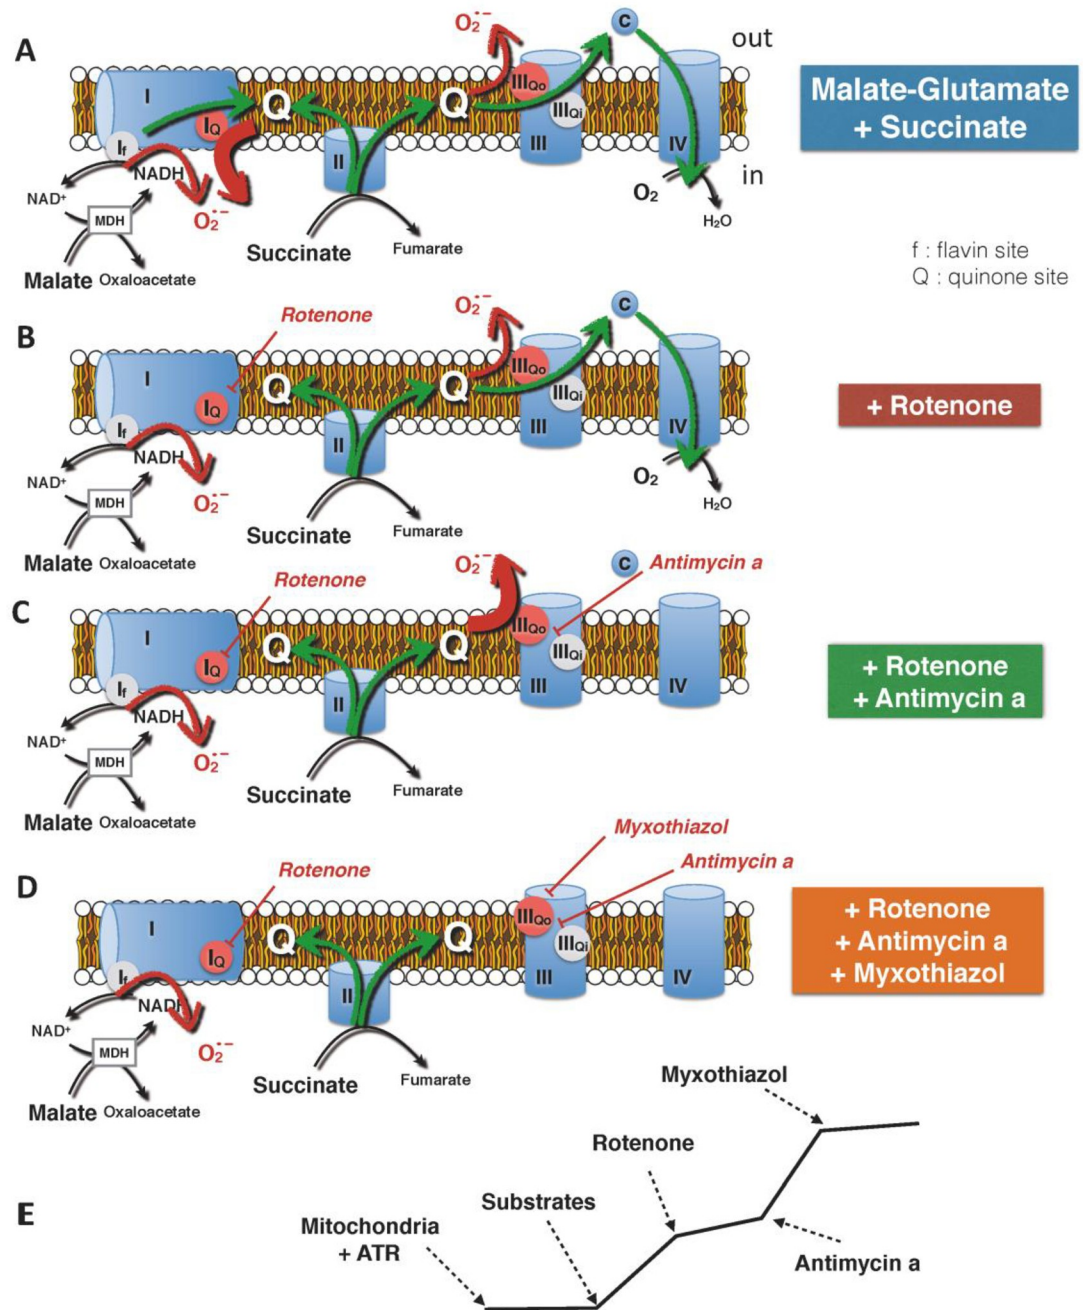 A
O₂•−
C
out
I
Q
Q
IIIQo
IIIQi
IQ
If
II
III
IV
in
NADH
NAD⁺
O₂•−
O₂
H₂O
MDH
Succinate
Fumarate
Malate Oxaloacetate
Malate-Glutamate
+ Succinate
f : flavin site
Q : quinone site
B
Rotenone
O₂•−
C
I
Q
Q
IIIQo
IIIQi
IQ
If
II
III
IV
NADH
NAD⁺
O₂•−
O₂
H₂O
MDH
Succinate
Fumarate
Malate Oxaloacetate
+ Rotenone
C
Rotenone
O₂•−
C
Antimycin a
I
Q
Q
IIIQo
IIIQi
IQ
If
II
III
IV
NADH
NAD⁺
O₂•−
MDH
Succinate
Fumarate
Malate Oxaloacetate
+ Rotenone
+ Antimycin a
D
Rotenone
Myxothiazol
Antimycin a
I
Q
Q
IIIQo
IIIQi
IQ
If
II
III
IV
NADH
NAD⁺
O₂•−
MDH
Succinate
Fumarate
Malate Oxaloacetate
+ Rotenone
+ Antimycin a
+ Myxothiazol
E
Mitochondria
+ ATR
Substrates
Rotenone
Myxothiazol
Antimycin a